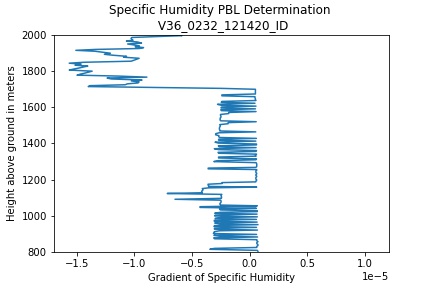 Specific Humidity PBL Determination
V36_0232_121420_ID
Height above ground in meters
2000
1800
1600
1400
1200
1000
800
−1.5
−1.0
−0.5
0.0
0.5
1.0
1e−5
Gradient of Specific Humidity